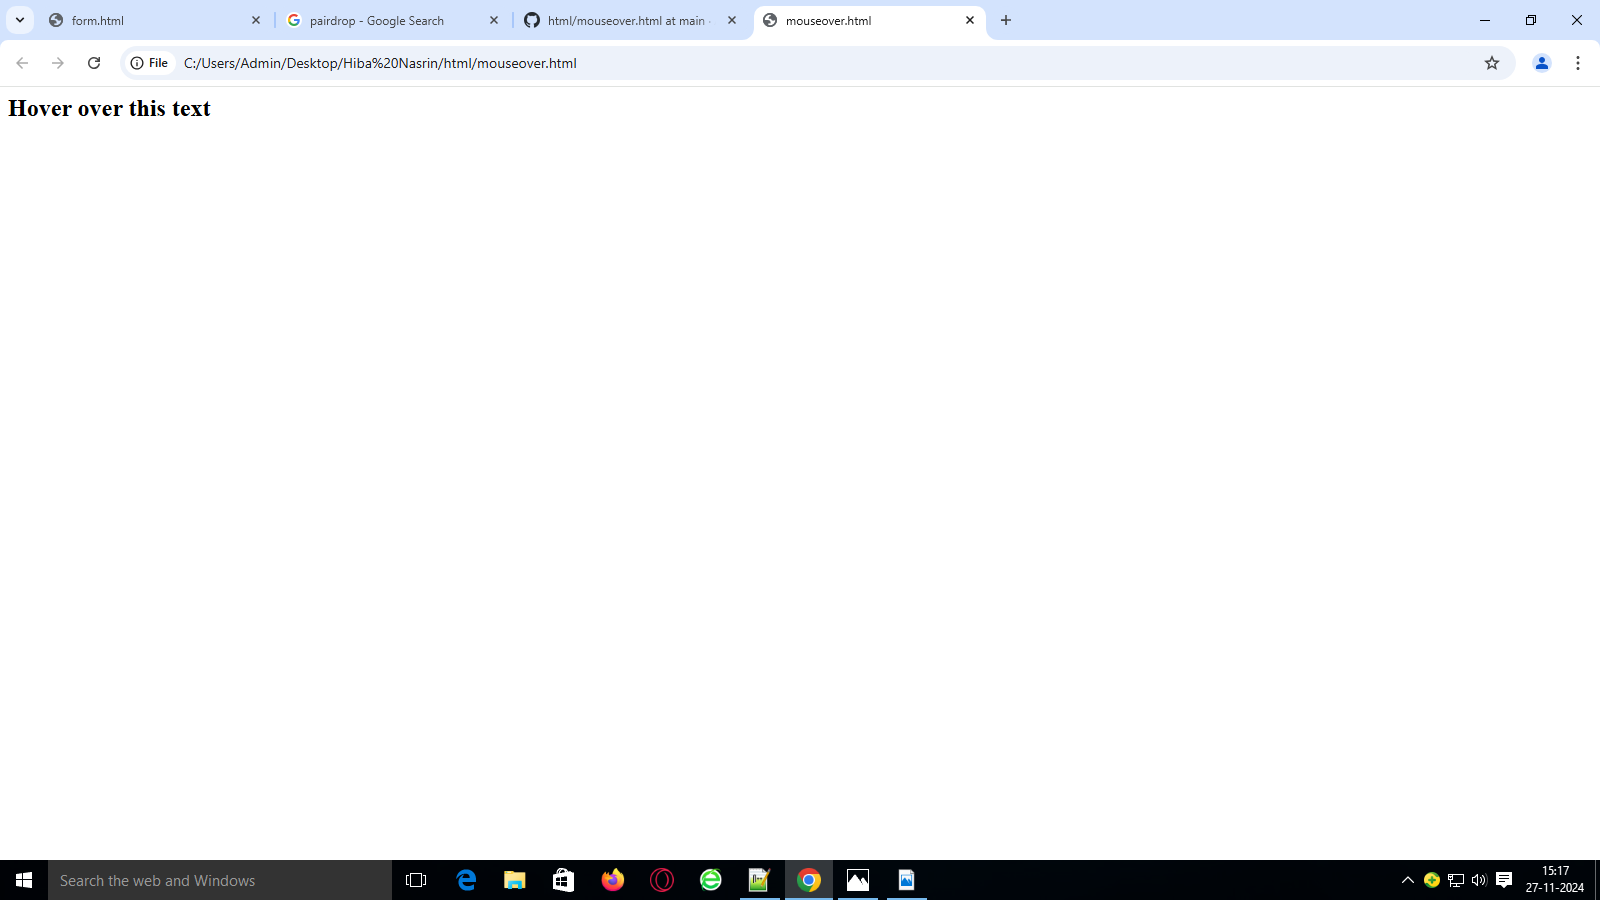 form.html
pairdrop - Google Search
html/mouseover.html at main
mouseover.html
File
C:/Users/Admin/Desktop/Hiba%20Nasrin/html/mouseover.html
Hover over this text
Search the web and Windows
15:17
27-11-2024